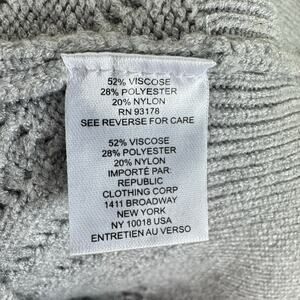 52% VISCOSE
28% POLYESTER
20% NYLON
RN 93178
SEE REVERSE FOR CARE
52% VISCOSE
28% POLYESTER
20% NYLON
IMPORTÉ PAR:
REPUBLIC
CLOTHING CORP
1411 BROADWAY
NEW YORK
NY 10018 USA
ENTRETIEN AU VERSO